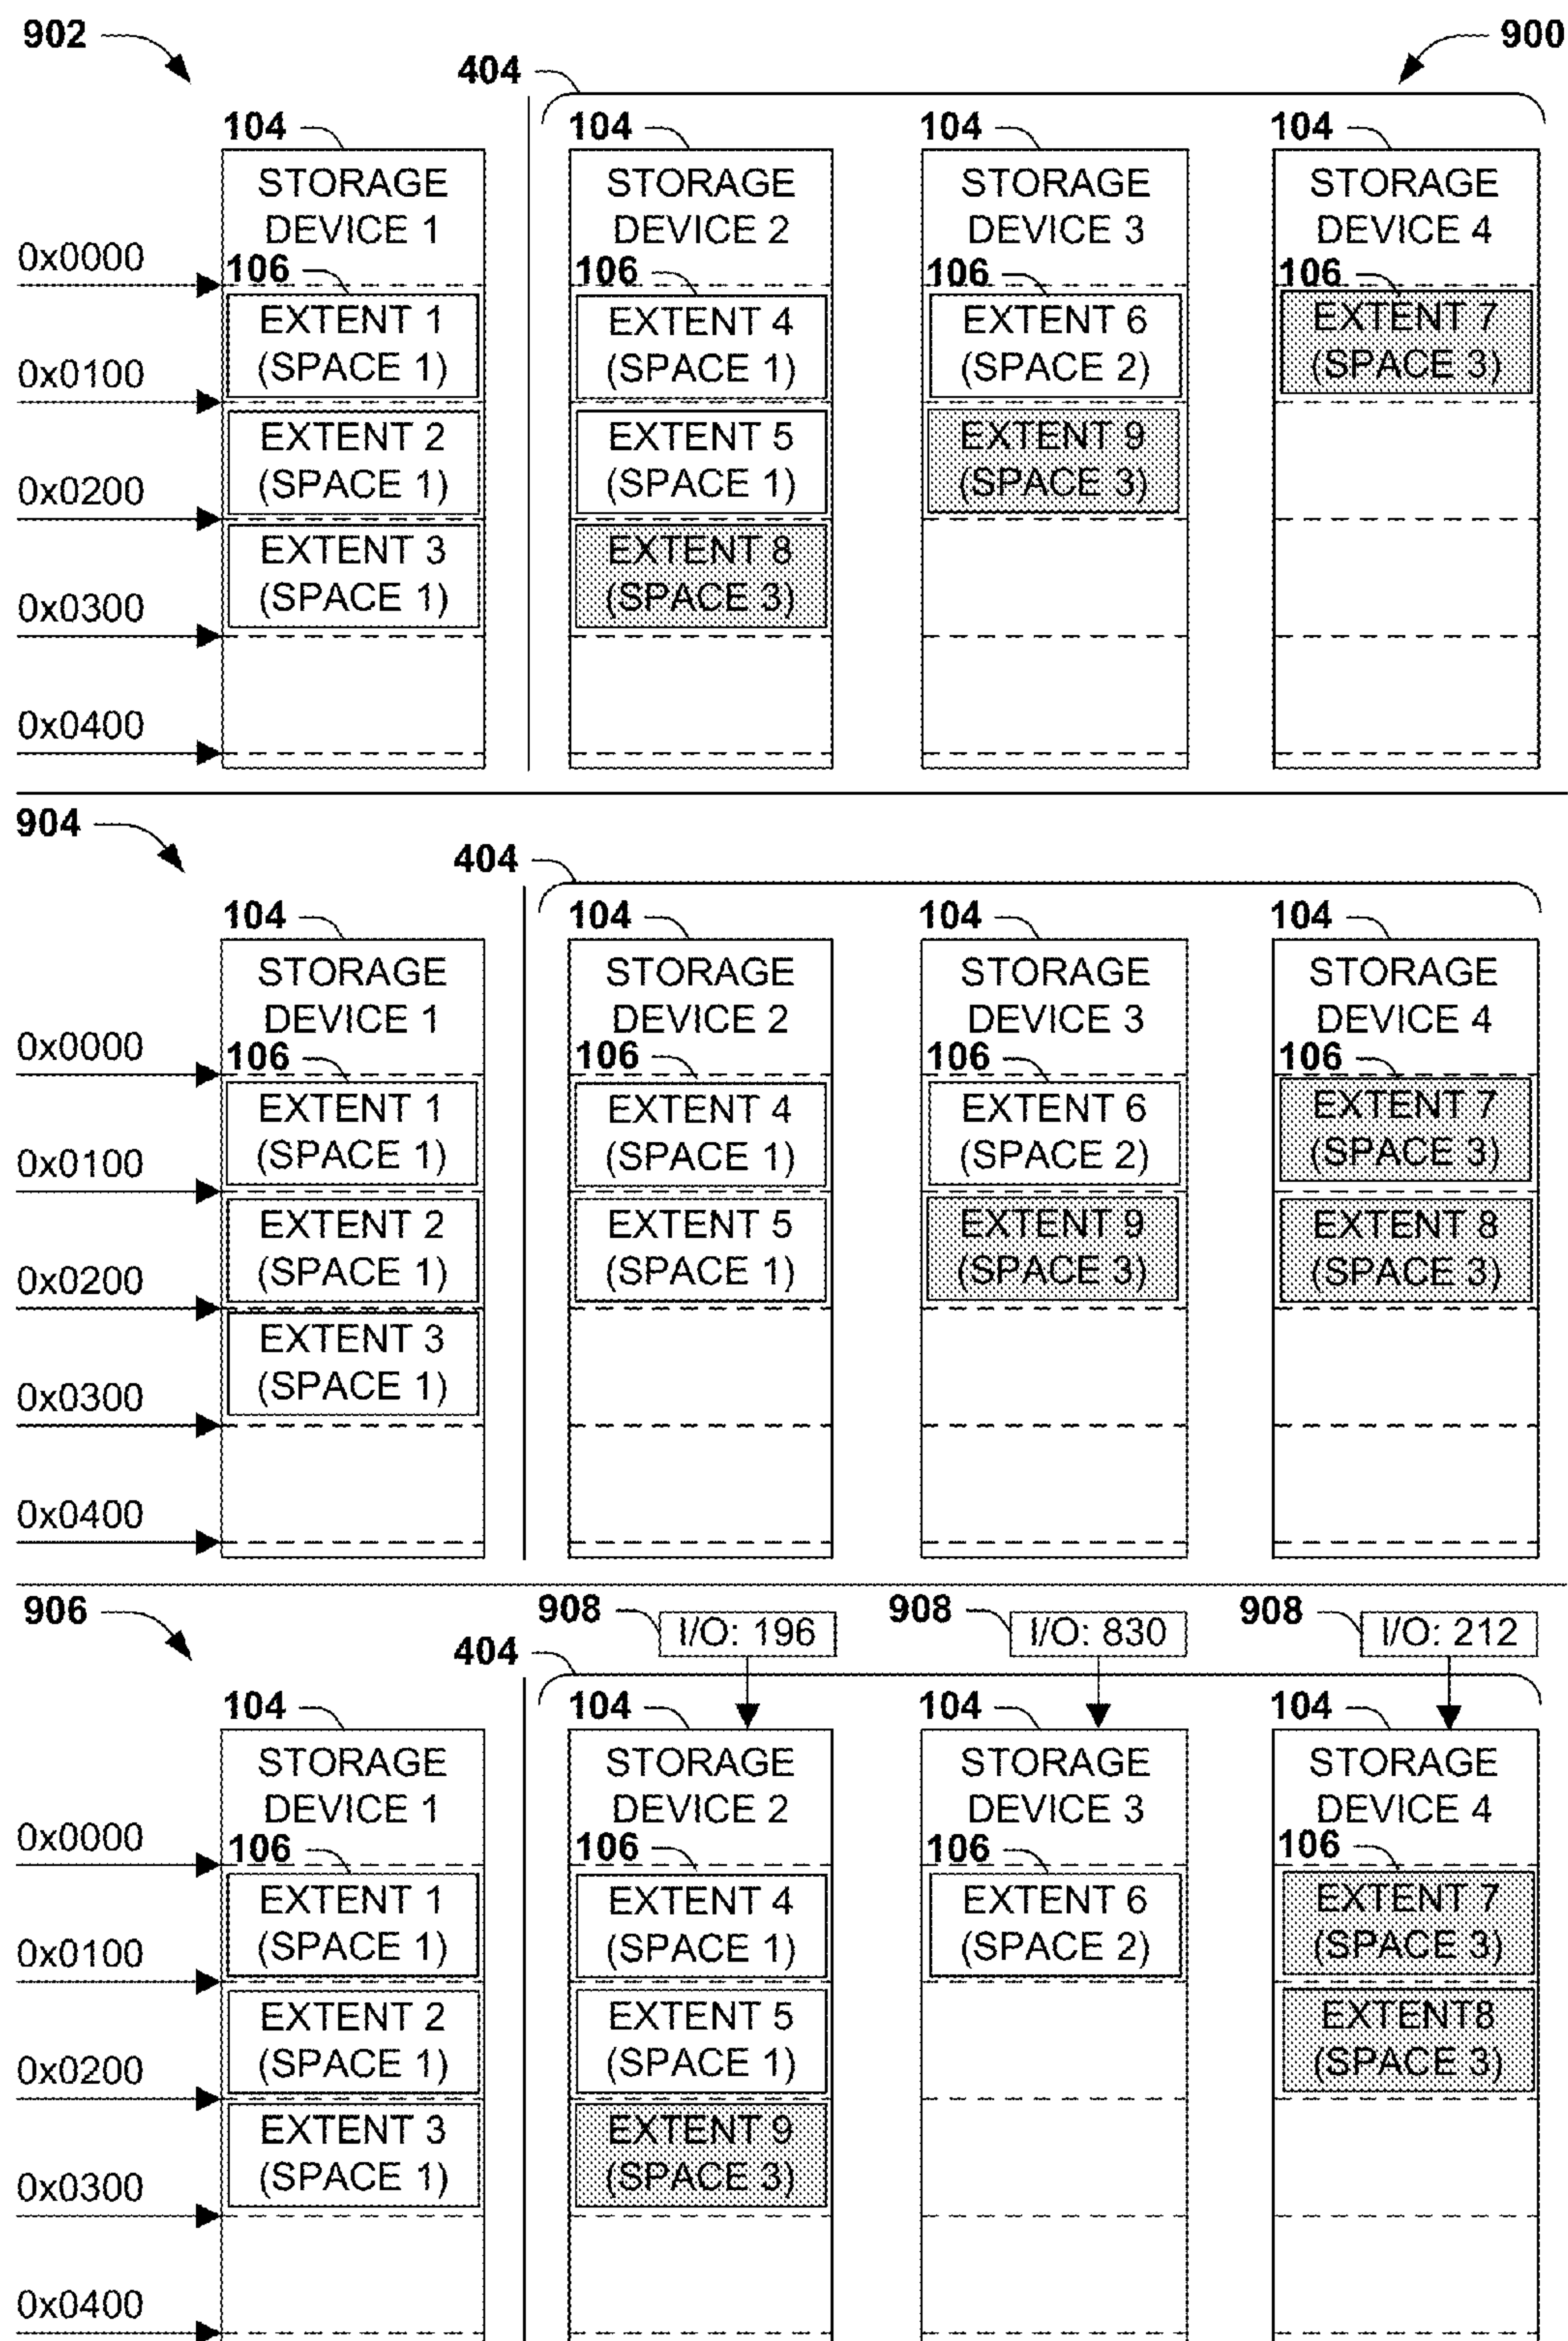 902
900
404
104
104
104
104
STORAGE DEVICE 1
STORAGE DEVICE 2
STORAGE DEVICE 3
STORAGE DEVICE 4
0x0000
106
106
106
106
EXTENT 1
(SPACE 1)
EXTENT 4
(SPACE 1)
EXTENT 6
(SPACE 2)
EXTENT 7
(SPACE 3)
0x0100
EXTENT 2
(SPACE 1)
EXTENT 5
(SPACE 1)
EXTENT 9
(SPACE 3)
0x0200
EXTENT 3
(SPACE 1)
EXTENT 8
(SPACE 3)
0x0300
0x0400
904
404
104
104
104
104
STORAGE DEVICE 1
STORAGE DEVICE 2
STORAGE DEVICE 3
STORAGE DEVICE 4
0x0000
106
106
106
106
EXTENT 1
(SPACE 1)
EXTENT 4
(SPACE 1)
EXTENT 6
(SPACE 2)
EXTENT 7
(SPACE 3)
0x0100
EXTENT 2
(SPACE 1)
EXTENT 5
(SPACE 1)
EXTENT 9
(SPACE 3)
EXTENT 8
(SPACE 3)
0x0200
EXTENT 3
(SPACE 1)
0x0300
0x0400
906
908
I/O: 196
908
I/O: 830
908
I/O: 212
404
104
104
104
104
STORAGE DEVICE 1
STORAGE DEVICE 2
STORAGE DEVICE 3
STORAGE DEVICE 4
0x0000
106
106
106
106
EXTENT 1
(SPACE 1)
EXTENT 4
(SPACE 1)
EXTENT 6
(SPACE 2)
EXTENT 7
(SPACE 3)
0x0100
EXTENT 2
(SPACE 1)
EXTENT 5
(SPACE 1)
EXTENT8
(SPACE 3)
0x0200
EXTENT 3
(SPACE 1)
EXTENT 9
(SPACE 3)
0x0300
0x0400